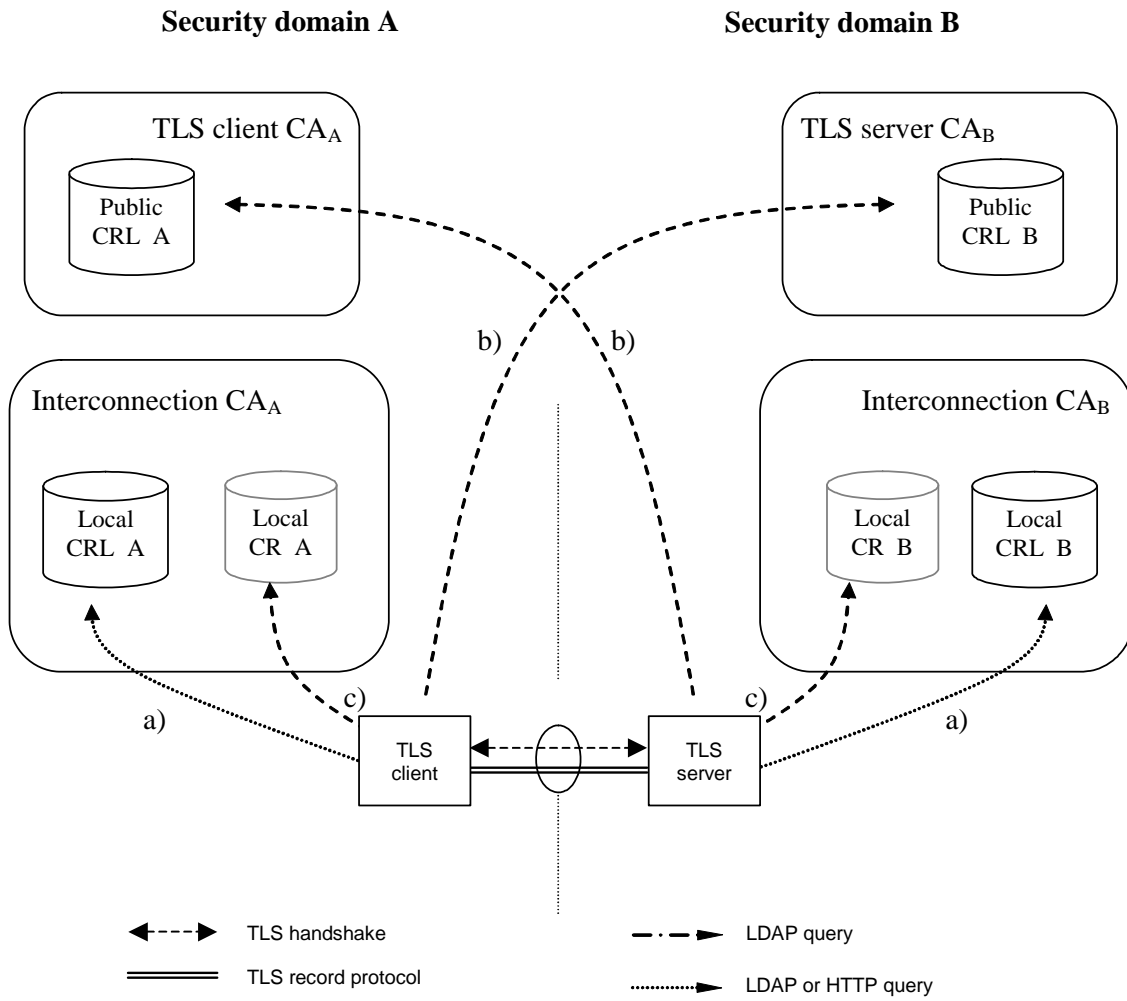 Security domain A
Security domain B
TLS client CAA
TLS server CAB
Public
CRL A
Public
CRL B
b)
b)
Interconnection CAA
Interconnection CAB
Local
CRL A
Local
CR A
Local
CR B
Local
CRL B
c)
c)
a)
a)
TLS
client
TLS
server
TLS handshake
LDAP query
TLS record protocol
LDAP or HTTP query